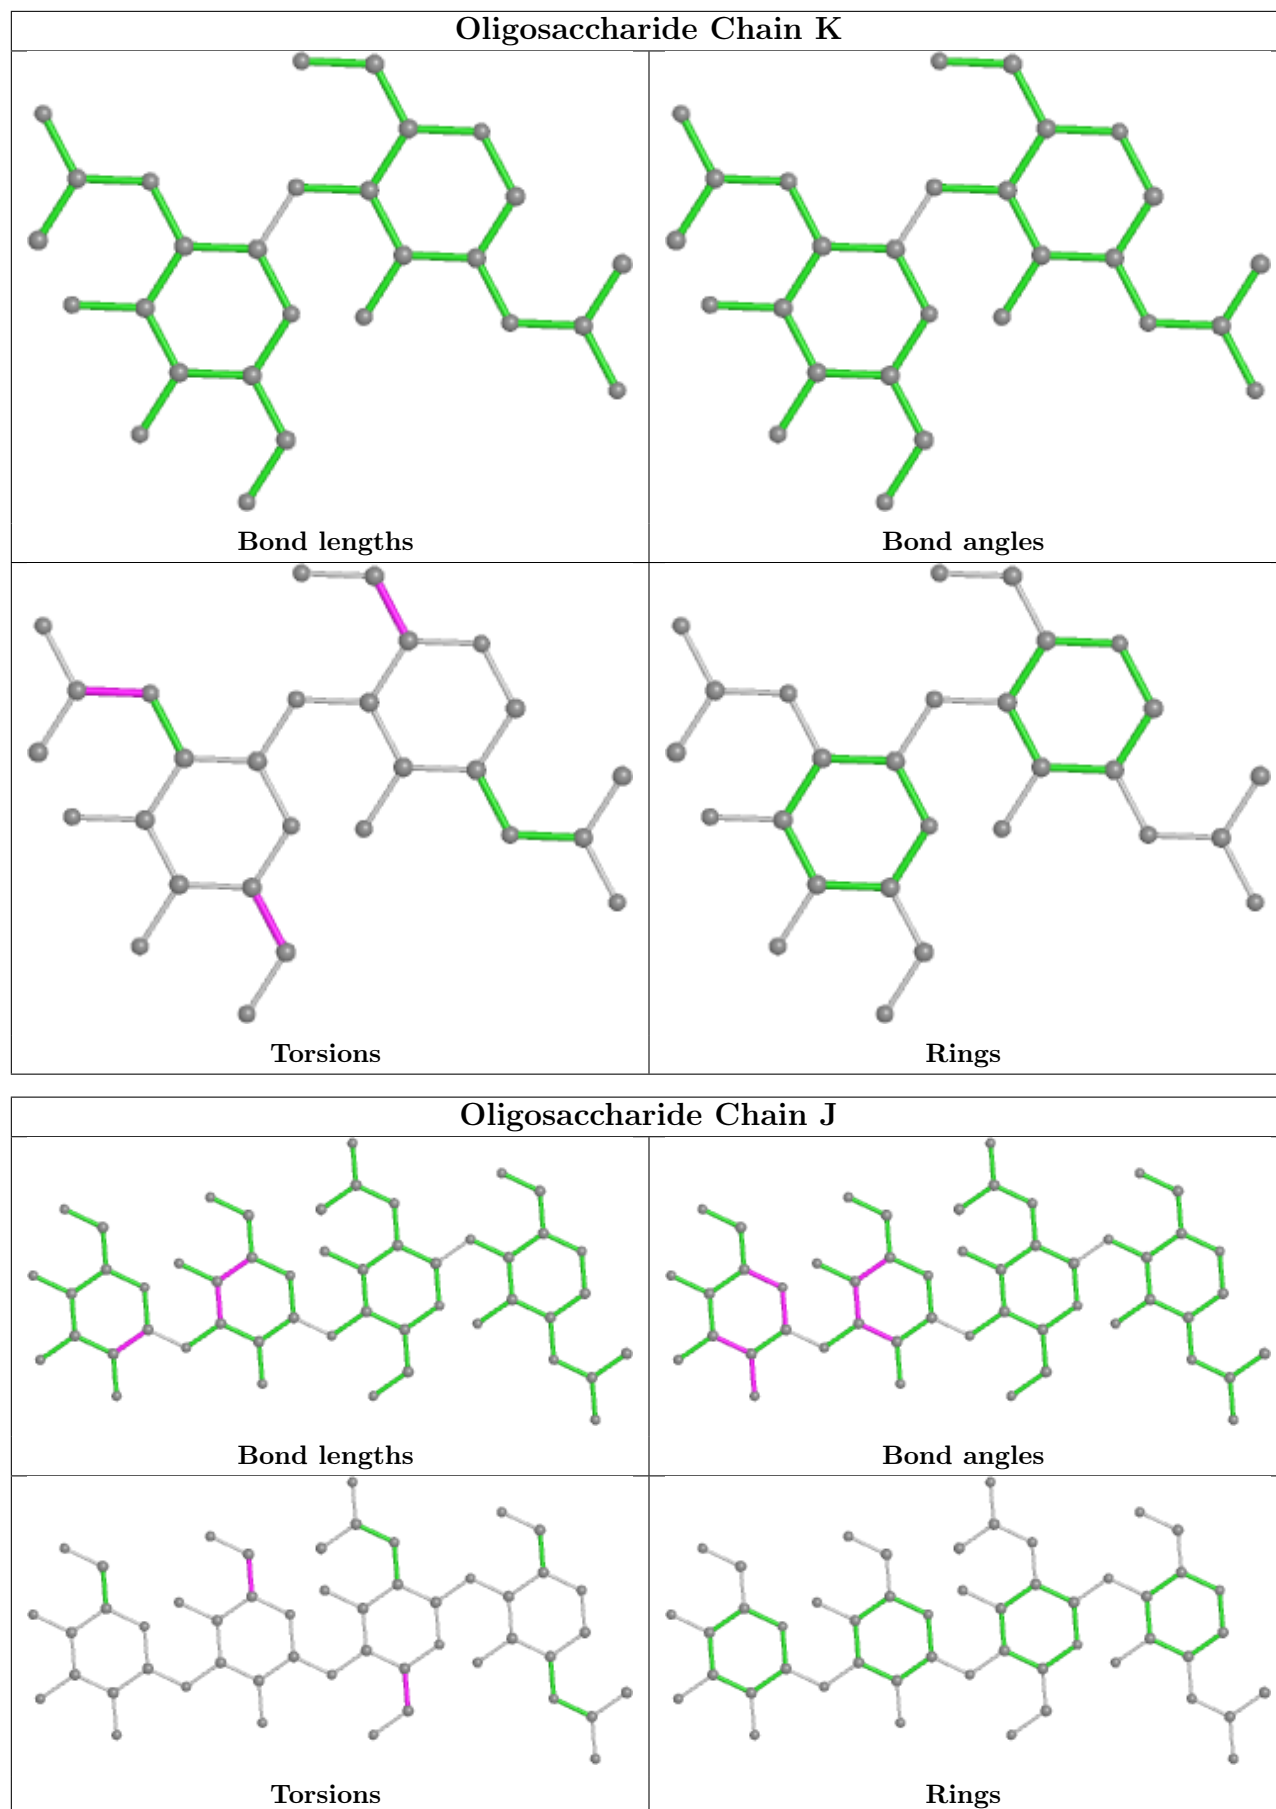 Oligosaccharide Chain K
Bond lengths
Bond angles
Torsions
Rings
Oligosaccharide Chain J
Bond lengths
Bond angles
Torsions
Rings